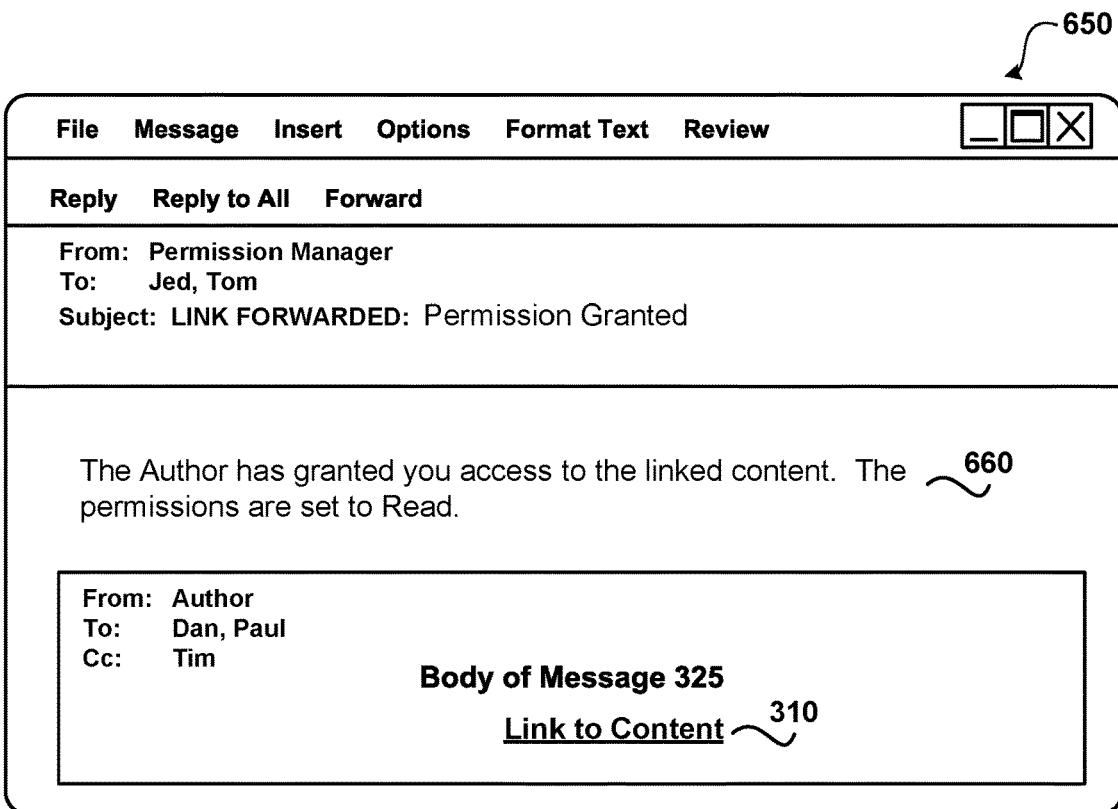 650
File Message Insert Options Format Text Review
Reply Reply to All Forward
From: Permission Manager
To: Jed, Tom
Subject: LINK FORWARDED: Permission Granted
The Author has granted you access to the linked content. The 660
permissions are set to Read.
From: Author
To: Dan, Paul
Cc: Tim
Body of Message 325
Link to Content 310